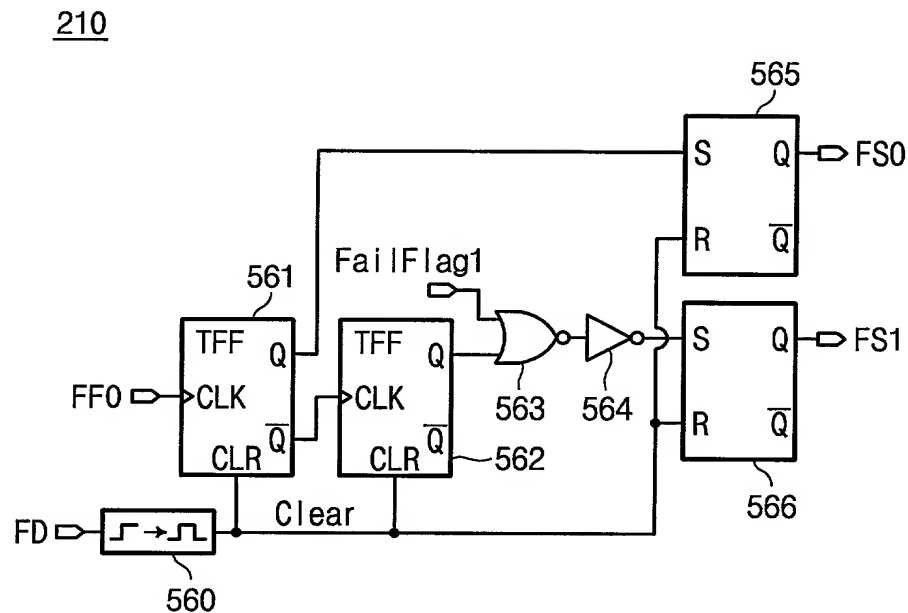 210
565
S Q FS0
R Q̅
FailFlag1
561
TFF Q
FF0 CLK
Q̅
CLR
TFF
Q
CLK
Q̅
CLR
562
563
564
S Q FS1
R Q̅
566
FD
Clear
560